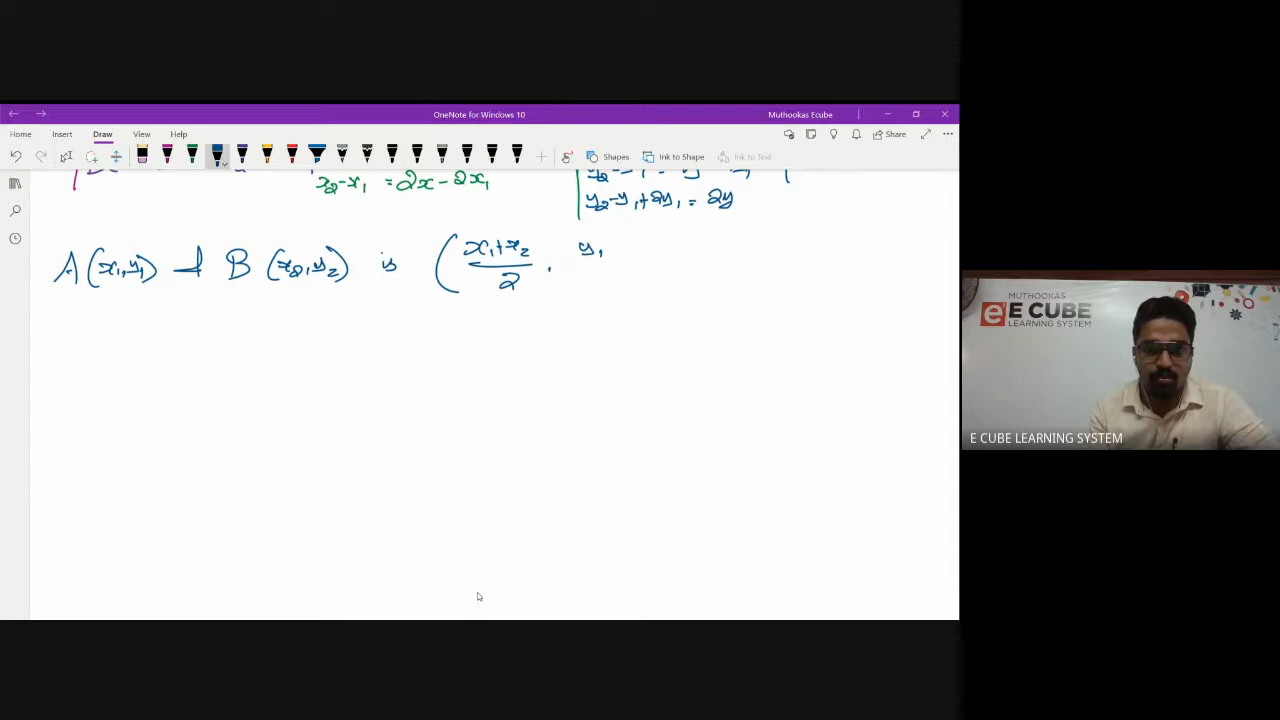 OneNote for Windows 10
Muthookas Ecube
Home Insert Draw View Help
Share
Shapes Ink to Shape Ink to Text
x₂-x₁ = 2x - 2x₁
y₂-y₁+2y₁ = 2y
A(x₁,y₁) & B(x₂,y₂) is (x₁+x₂/2, y₁
MUTHOOKAS
e E CUBE
LEARNING SYSTEM
E CUBE LEARNING SYSTEM